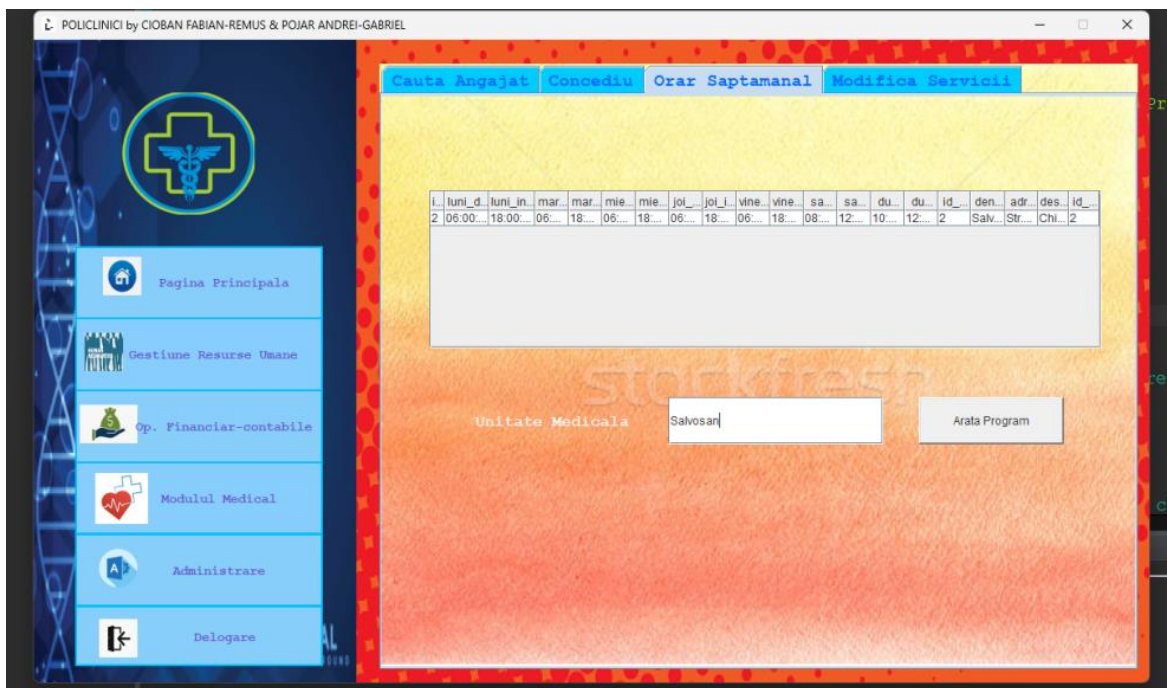 POLICLINICI by CIOBAN FABIAN-REMUS & POJAR ANDREI-GABRIEL
Cauta Angajat Concediu Orar Saptamanal Modifica Servicii
i... luni_d... luni_in... mar... mar... mie... mie... joi_... joi_i... vine... vine... sa... sa... du... du... id_... den... adr... des... id_...
2 06:00:... 18:00:... 06:... 18:... 06:... 18:... 06:... 18:... 06:... 18:... 08:... 12:... 10:... 12:... 2 Salv... Str.... Chi... 2
Pagina Principala
Gestiune Resurse Umane
stockfresh
Unitate Medicala Salvosan Arata Program
Op. Financiar-contabile
Modulul Medical
Administrare
Delogare
AL
OUND